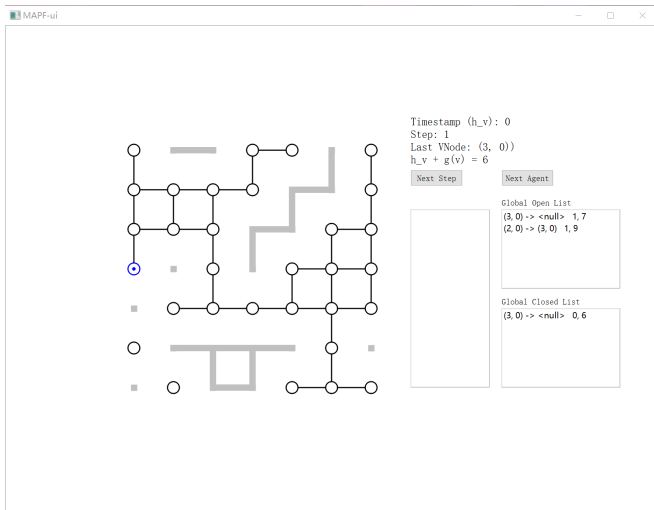 MAPF-ui
Timestamp (h_v): 0
Step: 1
Last VNode: (3, 0))
h_v + g(v) = 6
Next Step
Next Agent
Global Open List
(3, 0) -> <null> 1, 7
(2, 0) -> (3, 0) 1, 9
Global Closed List
(3, 0) -> <null> 0, 6